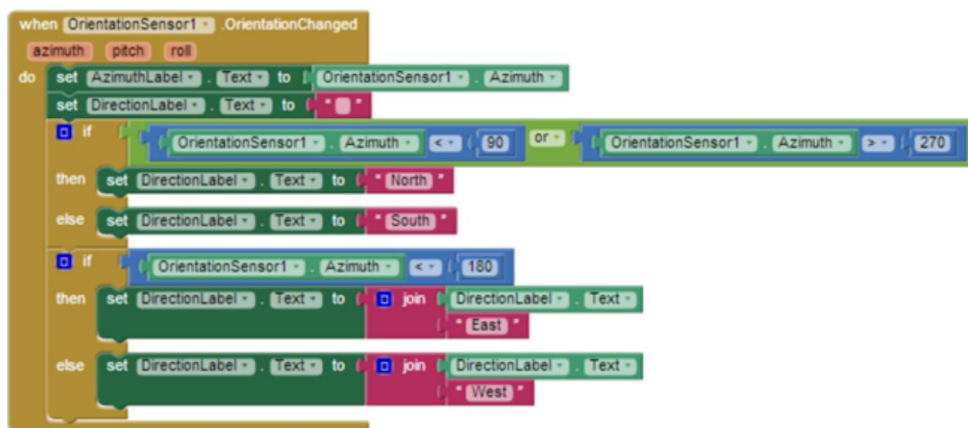 when OrientationSensor1 .OrientationChanged
azimuth pitch roll
do set AzimuthLabel . Text to OrientationSensor1 . Azimuth
set DirectionLabel . Text to " "
if OrientationSensor1 . Azimuth < 90 or OrientationSensor1 . Azimuth > 270
then set DirectionLabel . Text to " North "
else set DirectionLabel . Text to " South "
if OrientationSensor1 . Azimuth < 180
then set DirectionLabel . Text to join DirectionLabel . Text
" East "
else set DirectionLabel . Text to join DirectionLabel . Text
" West "